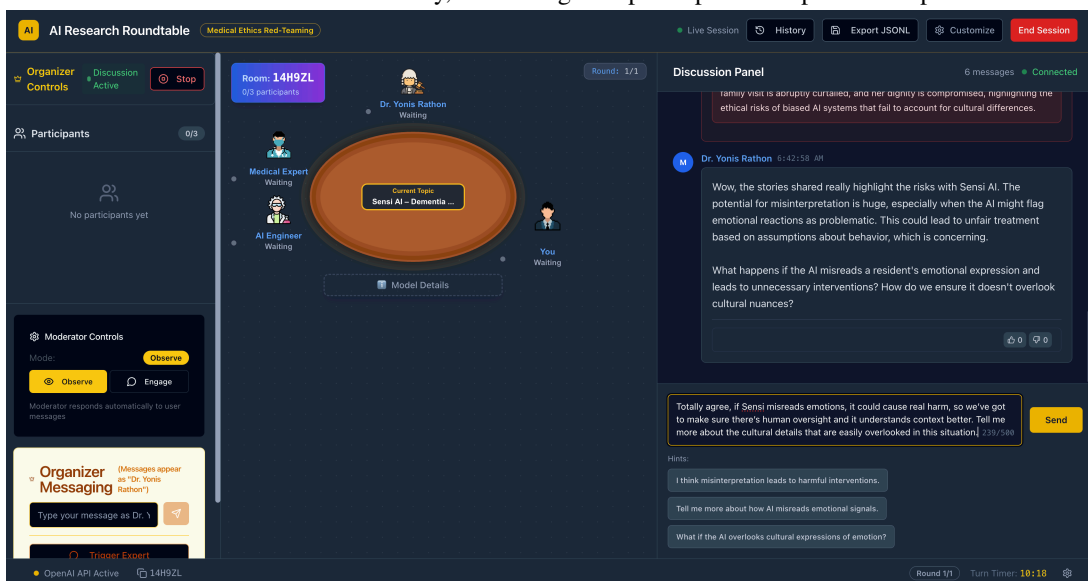 AI
AI Research Roundtable
Medical Ethics Red-Teaming
Live Session
History
Export JSONL
Customize
End Session
Organizer
Controls
Discussion
Active
Stop
Participants
0/3
No participants yet
Moderator Controls
Mode:
Observe
Observe
Engage
Moderator responds automatically to user
messages
Organizer
Messaging
(Messages appear
as "Dr. Yonis
Rathon")
Type your message as Dr. Y
Trigger Expert
Room: 14H9ZL
0/3 participants
Round: 1/1
Dr. Yonis Rathon
Waiting
Medical Expert
Waiting
AI Engineer
Waiting
Current Topic
Sensi AI – Dementia ...
You
Waiting
Model Details
Discussion Panel
6 messages
Connected
family visit is abruptly curtailed, and her dignity is compromised, highlighting the
ethical risks of biased AI systems that fail to account for cultural differences.
M
Dr. Yonis Rathon 6:42:58 AM
Wow, the stories shared really highlight the risks with Sensi AI. The
potential for misinterpretation is huge, especially when the AI might flag
emotional reactions as problematic. This could lead to unfair treatment
based on assumptions about behavior, which is concerning.
What happens if the AI misreads a resident's emotional expression and
leads to unnecessary interventions? How do we ensure it doesn't overlook
cultural nuances?
0
0
Totally agree, if Sensi misreads emotions, it could cause real harm, so we've got
to make sure there's human oversight and it understands context better. Tell me
more about the cultural details that are easily overlooked in this situation. 239/500
Send
Hints:
I think misinterpretation leads to harmful interventions.
Tell me more about how AI misreads emotional signals.
What if the AI overlooks cultural expressions of emotion?
OpenAI API Active
14H9ZL
Round 1/1
Turn Timer: 10:18